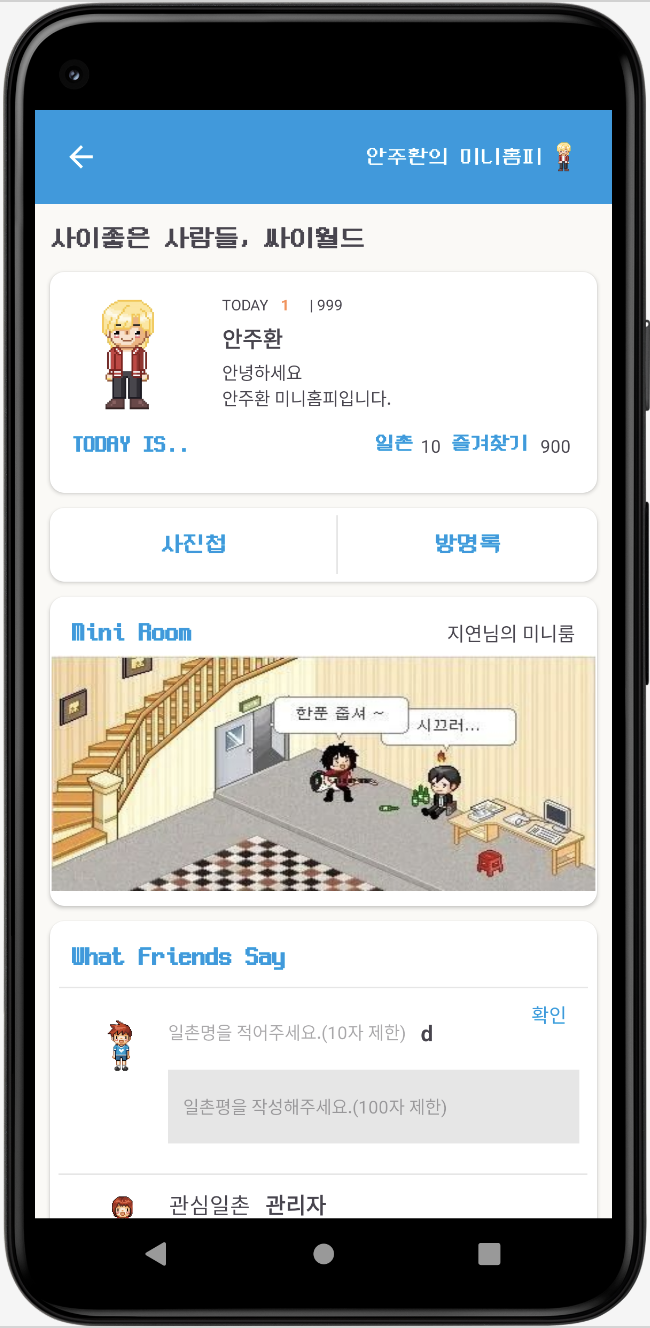 안주환의 미니홈피
사이좋은 사람들, 싸이월드
TODAY 1 | 999
안주환
안녕하세요
안주환 미니홈피입니다.
TODAY IS.. 일촌 10 즐겨찾기 900
사진첩 방명록
Mini Room 지연님의 미니룸
한푼 줍셔 ~
시끄러...
What Friends Say
확인
일촌명을 적어주세요.(10자 제한) d
일촌평을 작성해주세요.(100자 제한)
관심일촌 관리자